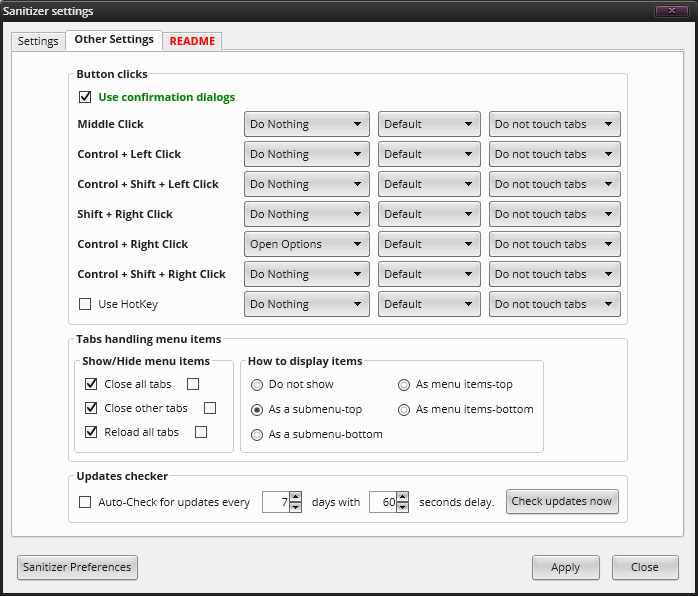 Sanitizer settings
Settings Other Settings README
Button clicks
Use confirmation dialogs
Middle Click Do Nothing Default Do not touch tabs
Control + Left Click Do Nothing Default Do not touch tabs
Control + Shift + Left Click Do Nothing Default Do not touch tabs
Shift + Right Click Do Nothing Default Do not touch tabs
Control + Right Click Open Options Default Do not touch tabs
Control + Shift + Right Click Do Nothing Default Do not touch tabs
Use HotKey Do Nothing Default Do not touch tabs
Tabs handling menu items
Show/Hide menu items How to display items
Close all tabs Do not show As menu items-top
Close other tabs As a submenu-top As menu items-bottom
Reload all tabs As a submenu-bottom
Updates checker
Auto-Check for updates every 7 days with 60 seconds delay. Check updates now
Sanitizer Preferences Apply Close